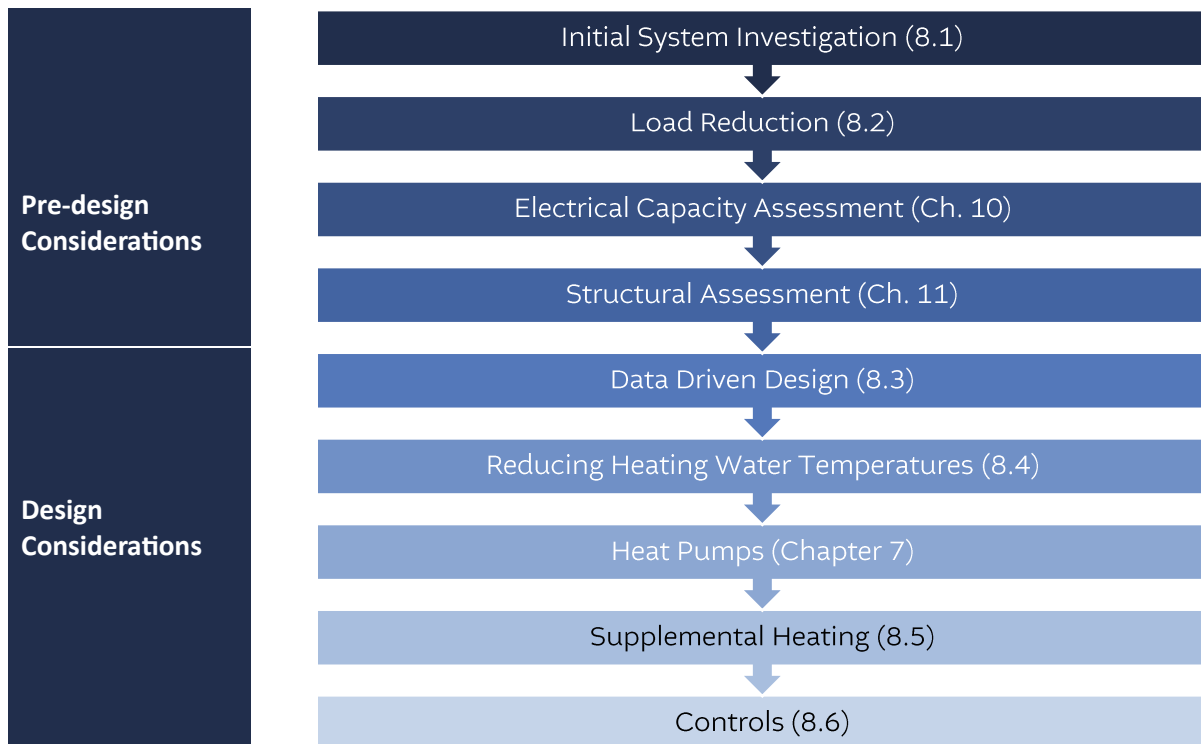 Pre-design
Considerations
Initial System Investigation (8.1)
Load Reduction (8.2)
Electrical Capacity Assessment (Ch. 10)
Structural Assessment (Ch. 11)
Design
Considerations
Data Driven Design (8.3)
Reducing Heating Water Temperatures (8.4)
Heat Pumps (Chapter 7)
Supplemental Heating (8.5)
Controls (8.6)